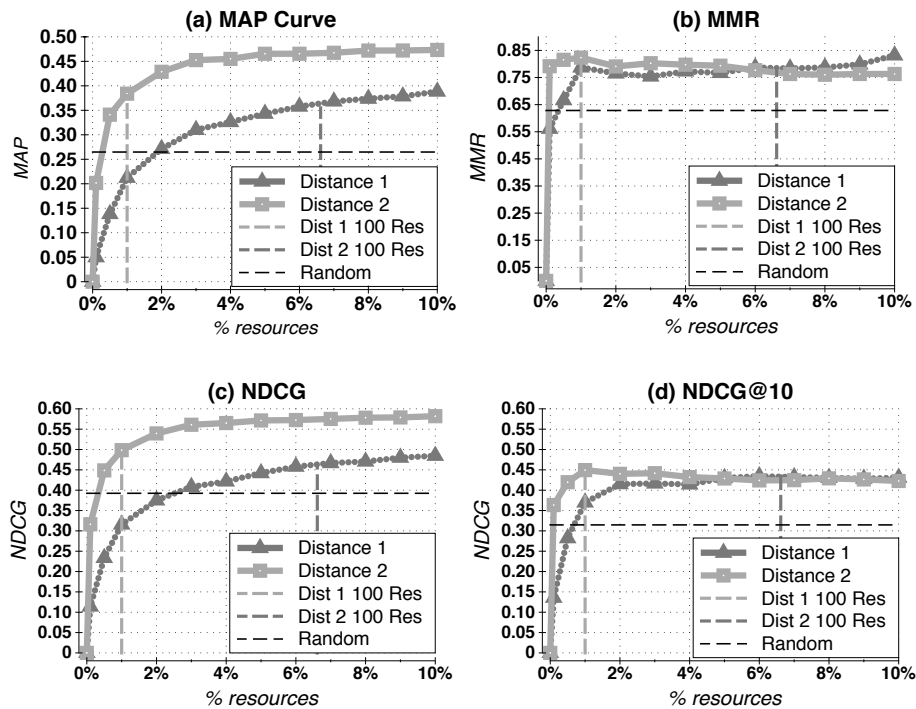 (a) MAP Curve
0.50
0.45
0.40
0.35
0.30
0.25
0.20
0.15
0.10
0.05
0
MAP
Distance 1
Distance 2
Dist 1 100 Res
Dist 2 100 Res
Random
0% 2% 4% 6% 8% 10%
% resources
(b) MMR
0.85
0.75
0.65
0.55
0.45
0.35
0.25
0.15
0.05
MMR
Distance 1
Distance 2
Dist 1 100 Res
Dist 2 100 Res
Random
0% 2% 4% 6% 8% 10%
% resources
(c) NDCG
0.60
0.55
0.50
0.45
0.40
0.35
0.30
0.25
0.20
0.15
0.10
0.05
0
NDCG
Distance 1
Distance 2
Dist 1 100 Res
Dist 2 100 Res
Random
0% 2% 4% 6% 8% 10%
% resources
(d) NDCG@10
0.60
0.55
0.50
0.45
0.40
0.35
0.30
0.25
0.20
0.15
0.10
0.05
0
NDCG
Distance 1
Distance 2
Dist 1 100 Res
Dist 2 100 Res
Random
0% 2% 4% 6% 8% 10%
% resources